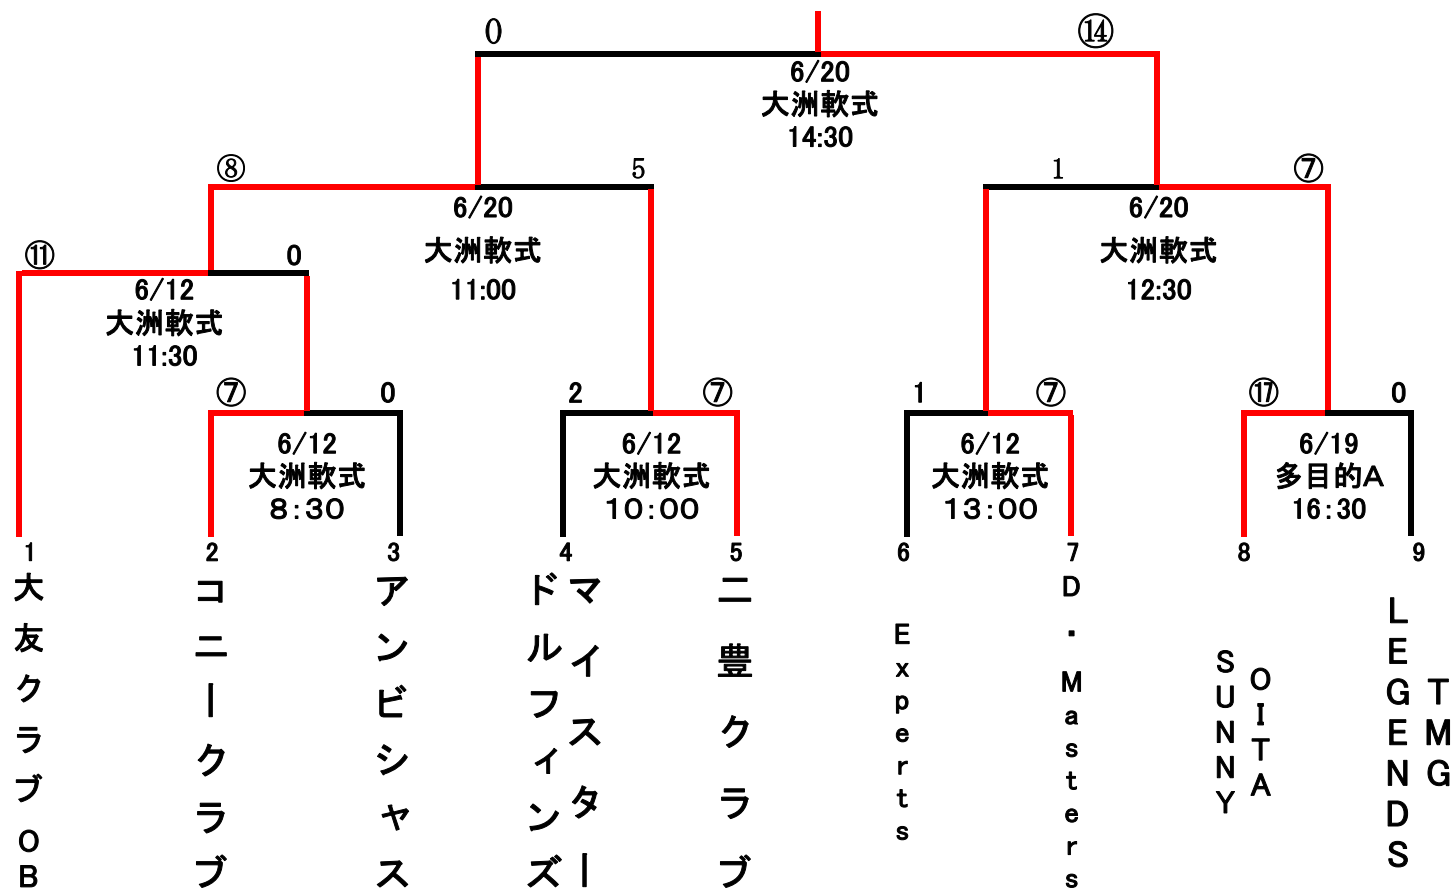 0
⑭
6/20
大洲軟式
14:30
⑧
5
1
⑦
6/20
大洲軟式
11:00
6/20
大洲軟式
12:30
⑪
0
6/12
大洲軟式
11:30
⑦
0
2
⑦
1
⑦
⑰
0
6/12
大洲軟式
8:30
6/12
大洲軟式
10:00
6/12
大洲軟式
13:00
6/19
多目的A
16:30
1
2
3
4
5
6
7
8
9
大友クラブOB
コニークラブ
アンビシャス
マイスター
ドルフィンズ
二豊クラブ
Experts
D・Masters
OITA
SUNNY
TMG
LEGENDS